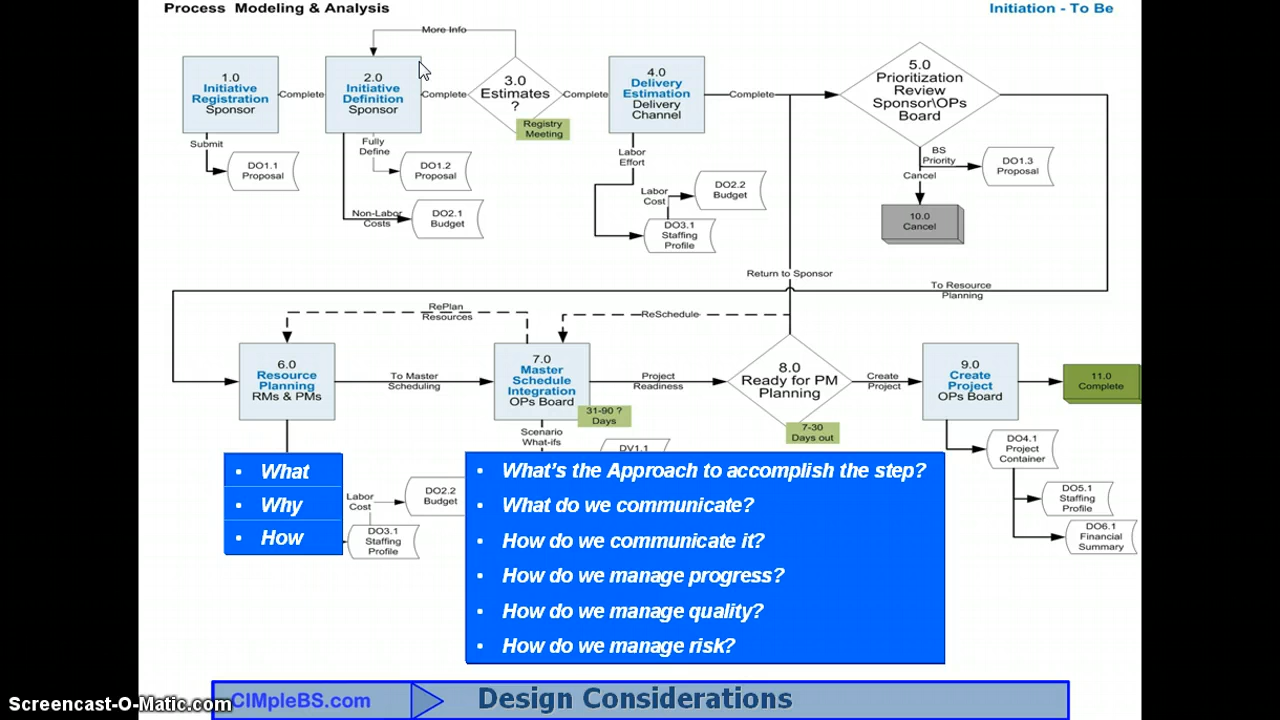 Process Modeling & Analysis
Initiation - To Be
More Info
1.0
Initiative
Registration
Sponsor
Complete
2.0
Initiative
Definition
Sponsor
Complete
3.0
Estimates
?
Registry
Meeting
Complete
4.0
Delivery
Estimation
Delivery
Channel
Complete
5.0
Prioritization
Review
Sponsor\OPs
Board
Submit
DO1.1
Proposal
Fully
Define
DO1.2
Proposal
Non-Labor
Costs
DO2.1
Budget
Labor
Effort
Labor
Cost
DO2.2
Budget
DO3.1
Staffing
Profile
BS
Priority
DO1.3
Proposal
Cancel
10.0
Cancel
Return to Sponsor
To Resource
Planning
RePlan
Resources
ReSchedule
6.0
Resource
Planning
RMs & PMs
To Master
Scheduling
7.0
Master
Schedule
Integration
OPs Board
31-90 ?
Days
Project
Readiness
8.0
Ready for PM
Planning
7-30
Days out
Create
Project
9.0
Create
Project
OPs Board
11.0
Complete
Scenario
What-ifs
DV1.1
DO4.1
Project
Container
DO5.1
Staffing
Profile
DO6.1
Financial
Summary
Labor
Cost
DO2.2
Budget
DO3.1
Staffing
Profile
• What
• Why
• How
• What's the Approach to accomplish the step?
• What do we communicate?
• How do we communicate it?
• How do we manage progress?
• How do we manage quality?
• How do we manage risk?
CIMpleBS.com
Design Considerations
Screencast-O-Matic.com